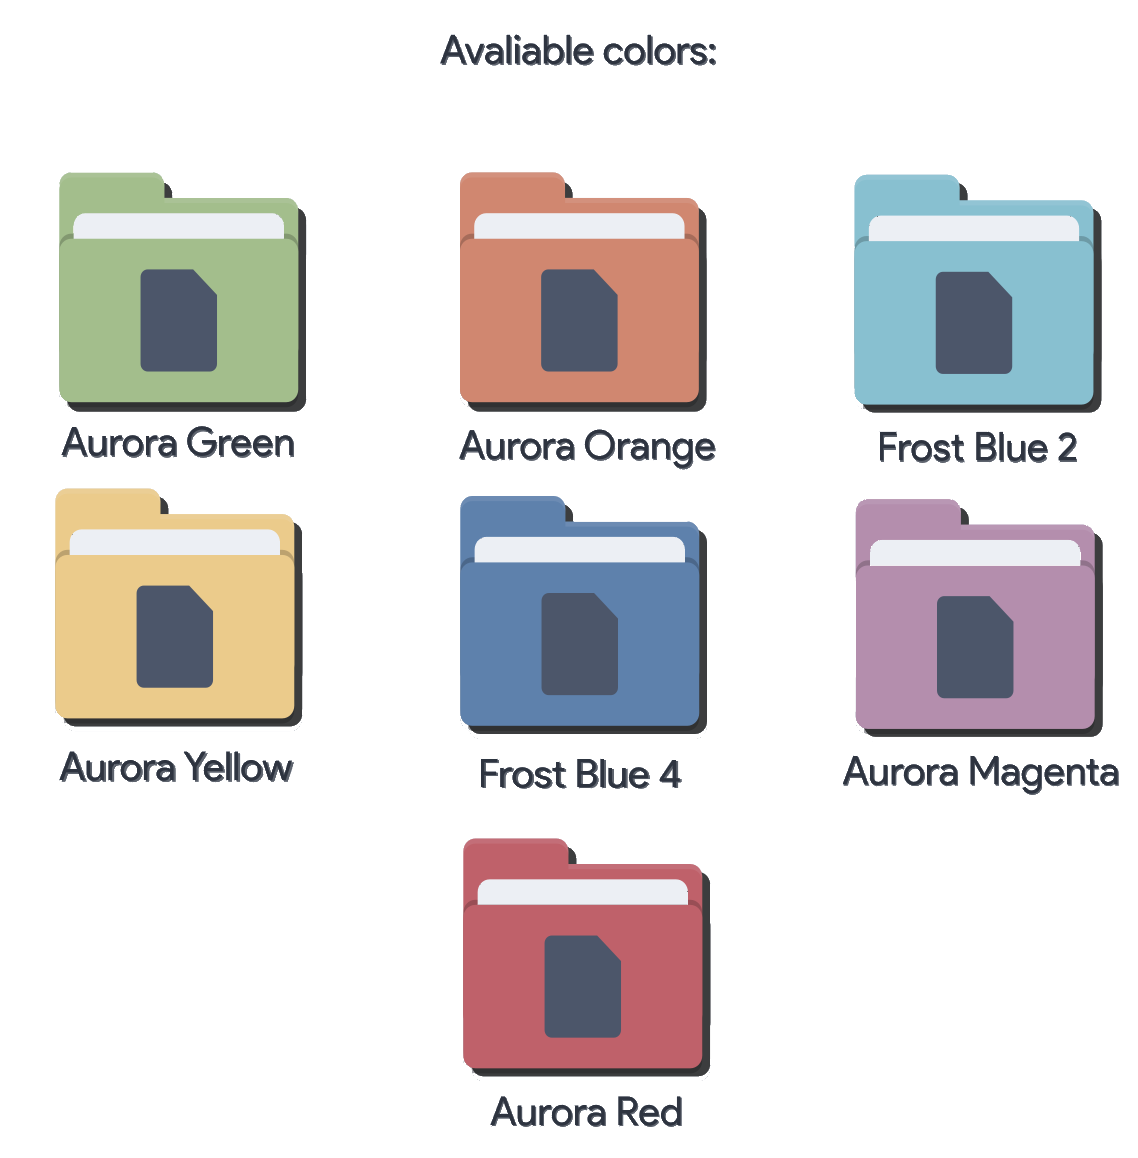 Avaliable colors:
Aurora Green
Aurora Orange
Frost Blue 2
Aurora Yellow
Frost Blue 4
Aurora Magenta
Aurora Red